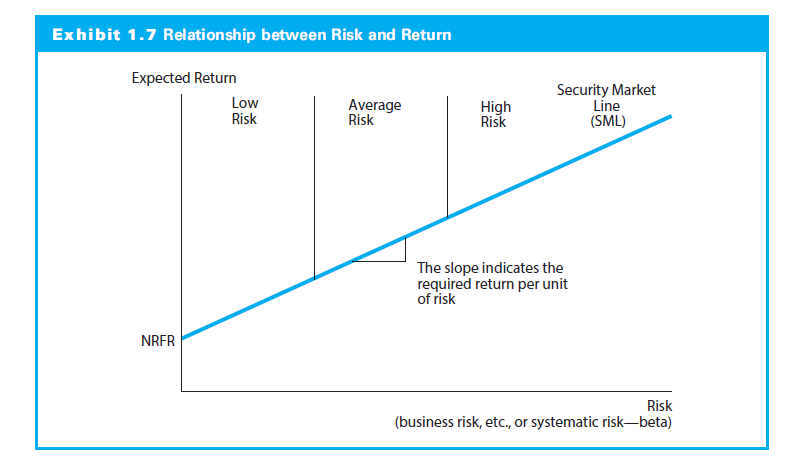 Exhibit 1.7 Relationship between Risk and Return
Expected Return
Low
Risk
Average
Risk
High
Risk
Security Market
Line
(SML)
The slope indicates the
required return per unit
of risk
NRFR
Risk
(business risk, etc., or systematic risk—beta)